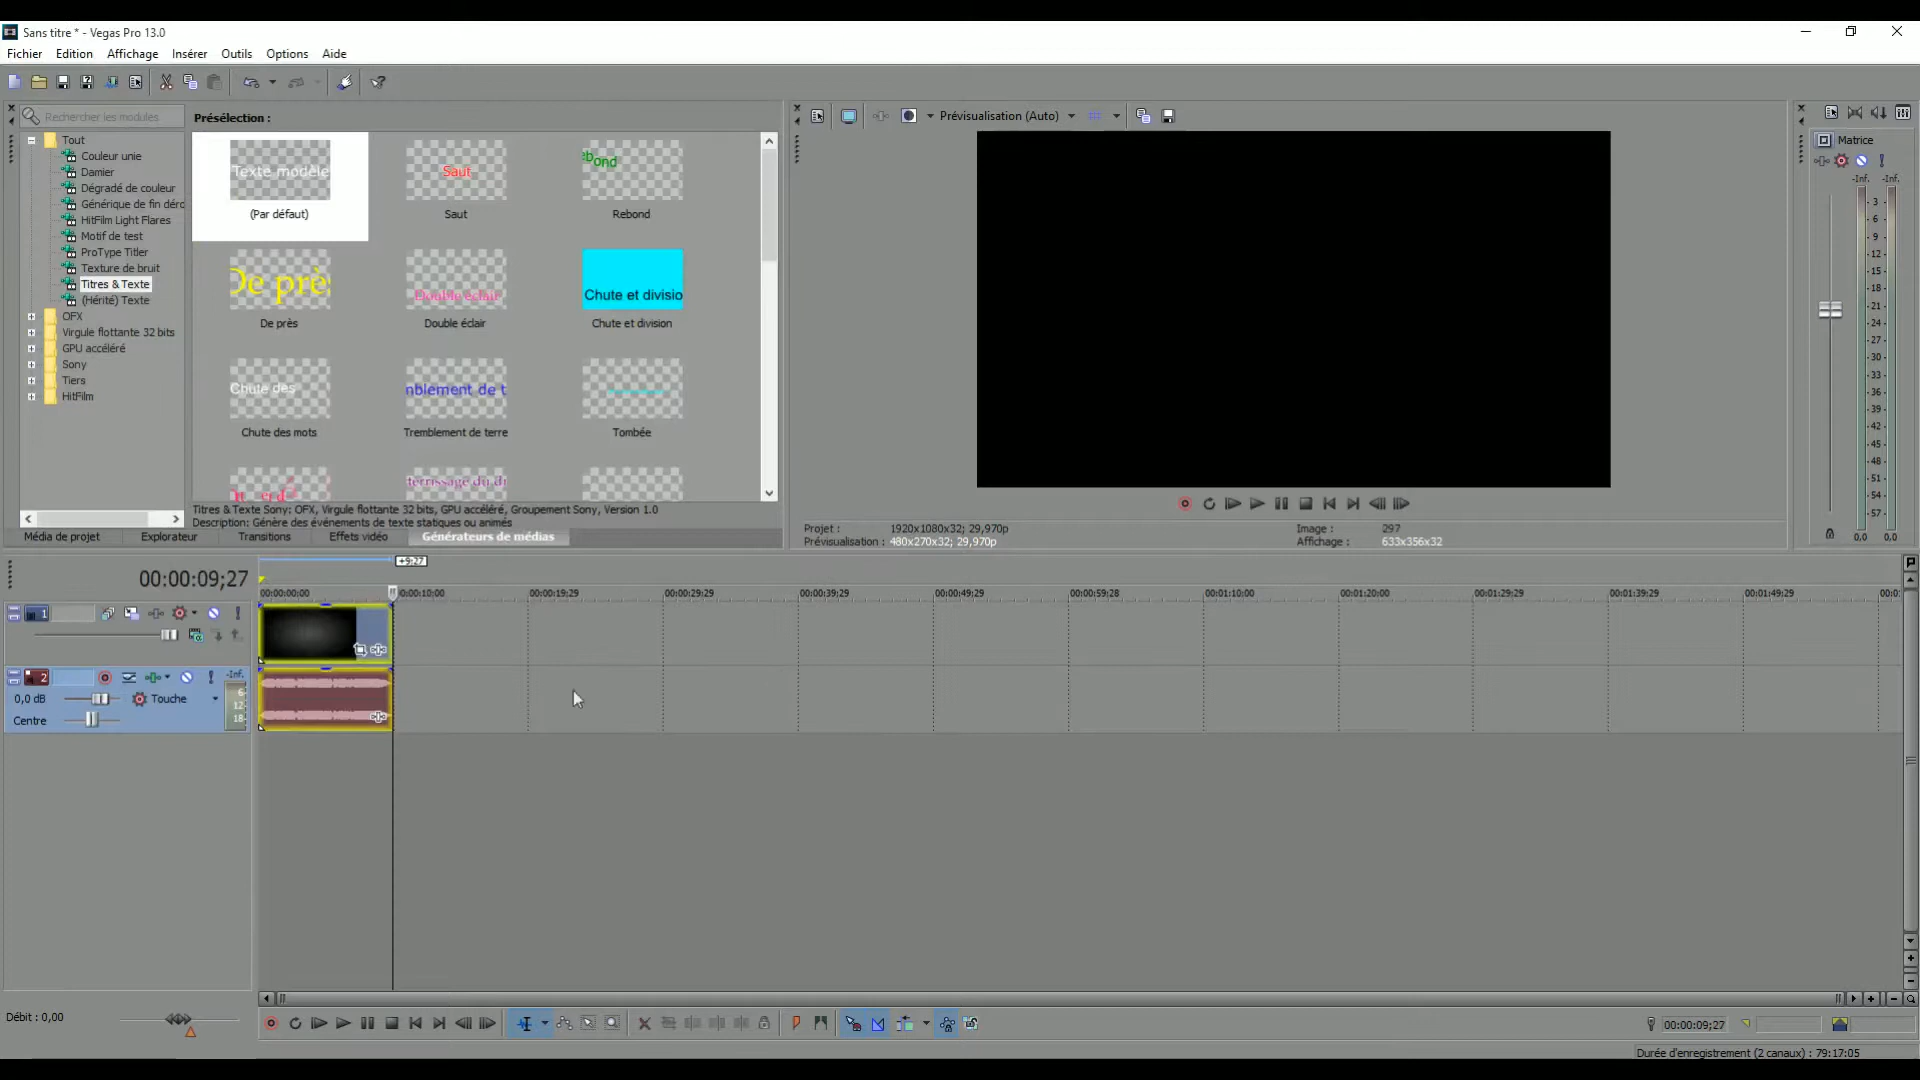 Sans titre * - Vegas Pro 13.0
Fichier Edition Affichage Insérer Outils Options Aide
Rechercher les modules
Présélection :
Prévisualisation (Auto)
Matrice
Tout
Couleur unie
Damier
Dégradé de couleur
Générique de fin déro
HitFilm Light Flares
Motif de test
ProType Titler
Texture de bruit
Titres & Texte
(Hérité) Texte
OFX
Virgule flottante 32 bits
GPU accéléré
Sony
Tiers
HitFilm
Texte modèle
Saut
ebond
(Par défaut) Saut Rebond
De près
Double éclair
Chute et divisio
De près Double éclair Chute et division
Chute des
nblement de t
Chute des mots Tremblement de terre Tombée
terrissage du di
Titres & Texte Sony: OFX, Virgule flottante 32 bits, GPU accéléré, Groupement Sony, Version 1.0
Description: Génère des événements de texte statiques ou animés
Média de projet Explorateur Transitions Effets vidéo Générateurs de médias
Projet : 1920x1080x32; 29,970p Image : 297
Prévisualisation : 480x270x32; 29,970p Affichage : 633x356x32
-Inf. -Inf.
3
6
9
12
15
18
21
24
27
30
33
36
39
42
45
48
51
54
57
0,0 0,0
+9;27
00:00:09;27
00:00:00;00 0:00:10;00 00:00:19;29 00:00:29;29 00:00:39;29 00:00:49;29 00:00:59;28 00:01:10;00 00:01:20;00 00:01:29;29 00:01:39;29 00:01:49;29 00:0
1
2
-Inf.
0,0 dB Touche
Centre
6
12
18
Débit : 0,00
00:00:09;27
Durée d'enregistrement (2 canaux) : 79:17:05